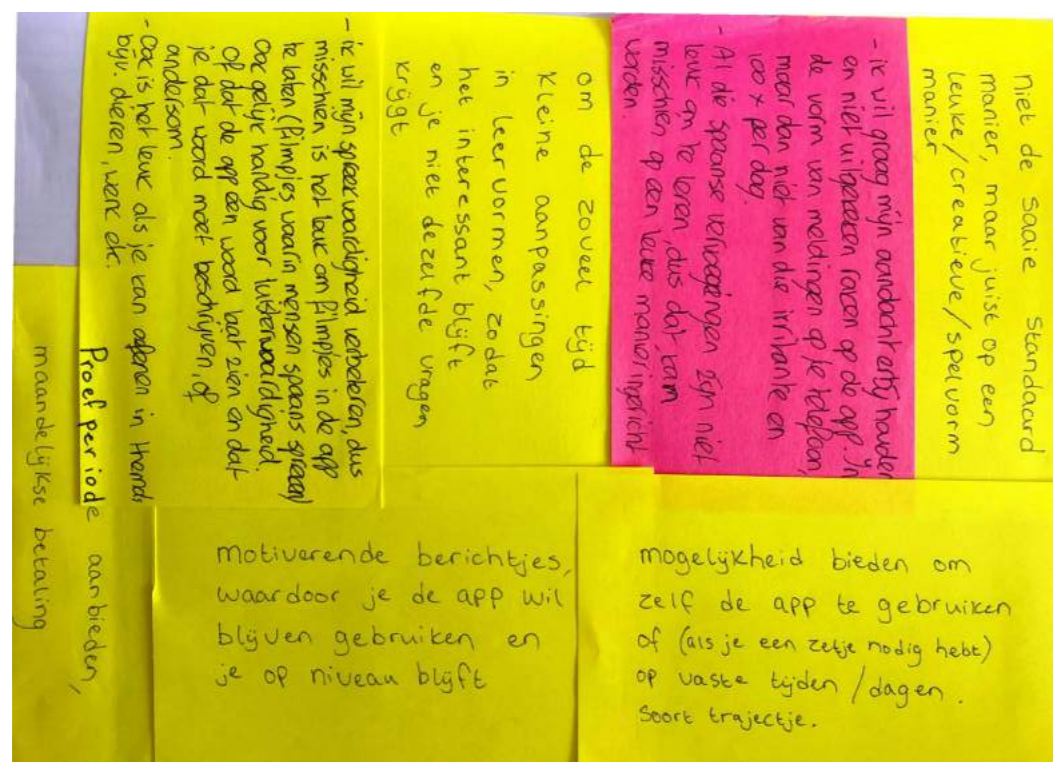 niet de saaie standaard
manier, maar juist op een
leuke/creatieve/spelvorm
manier
- ik wil graag mijn aandacht erbij houden
en niet uitgekeken raken op de app. In
de vorm van meldingen op je telefoon,
maar dan niet van die irritante en
100 x per dag.
- Al die spaanse vervoegingen zijn niet
leuk om te leren, dus dat kan
misschien op een leuke manier ingericht
worden.
om de zoveel tijd
kleine aanpassingen
in leervormen, zodat
het interessant blijft
en je niet dezelfde vragen
krijgt
- ik wil mijn spreekvaardigheid verbeteren, dus
misschien is het leuk om filmpjes in de app
te laten (filmpjes waarin mensen spaans spreken)
Ook gelijk handig voor luistervaardigheid,
of dat de app een woord laat zien en dat
je dat woord moet beschrijven, of
andersom.
- Ook is het leuk als je kan oefenen in thema's
bijv. dieren, werk etc.
Proefperiode aanbieden,
maandelijkse betaling
motiverende berichtjes,
waardoor je de app wil
blijven gebruiken en
je op niveau blijft
mogelijkheid bieden om
zelf de app te gebruiken
of (als je een zetje nodig hebt)
op vaste tijden/dagen.
Soort trajectje.